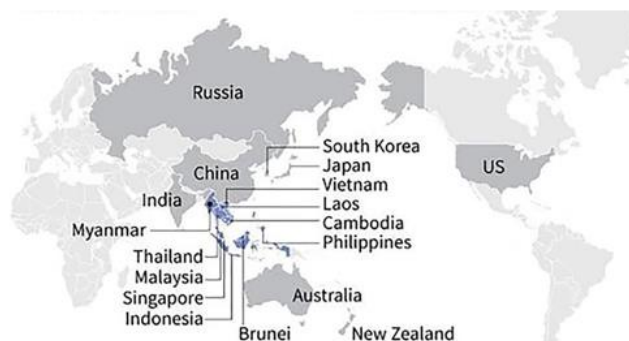 Russia
South Korea
Japan
China
US
Vietnam
India
Laos
Cambodia
Myanmar
Philippines
Thailand
Malaysia
Singapore
Australia
Indonesia
Brunei
New Zealand